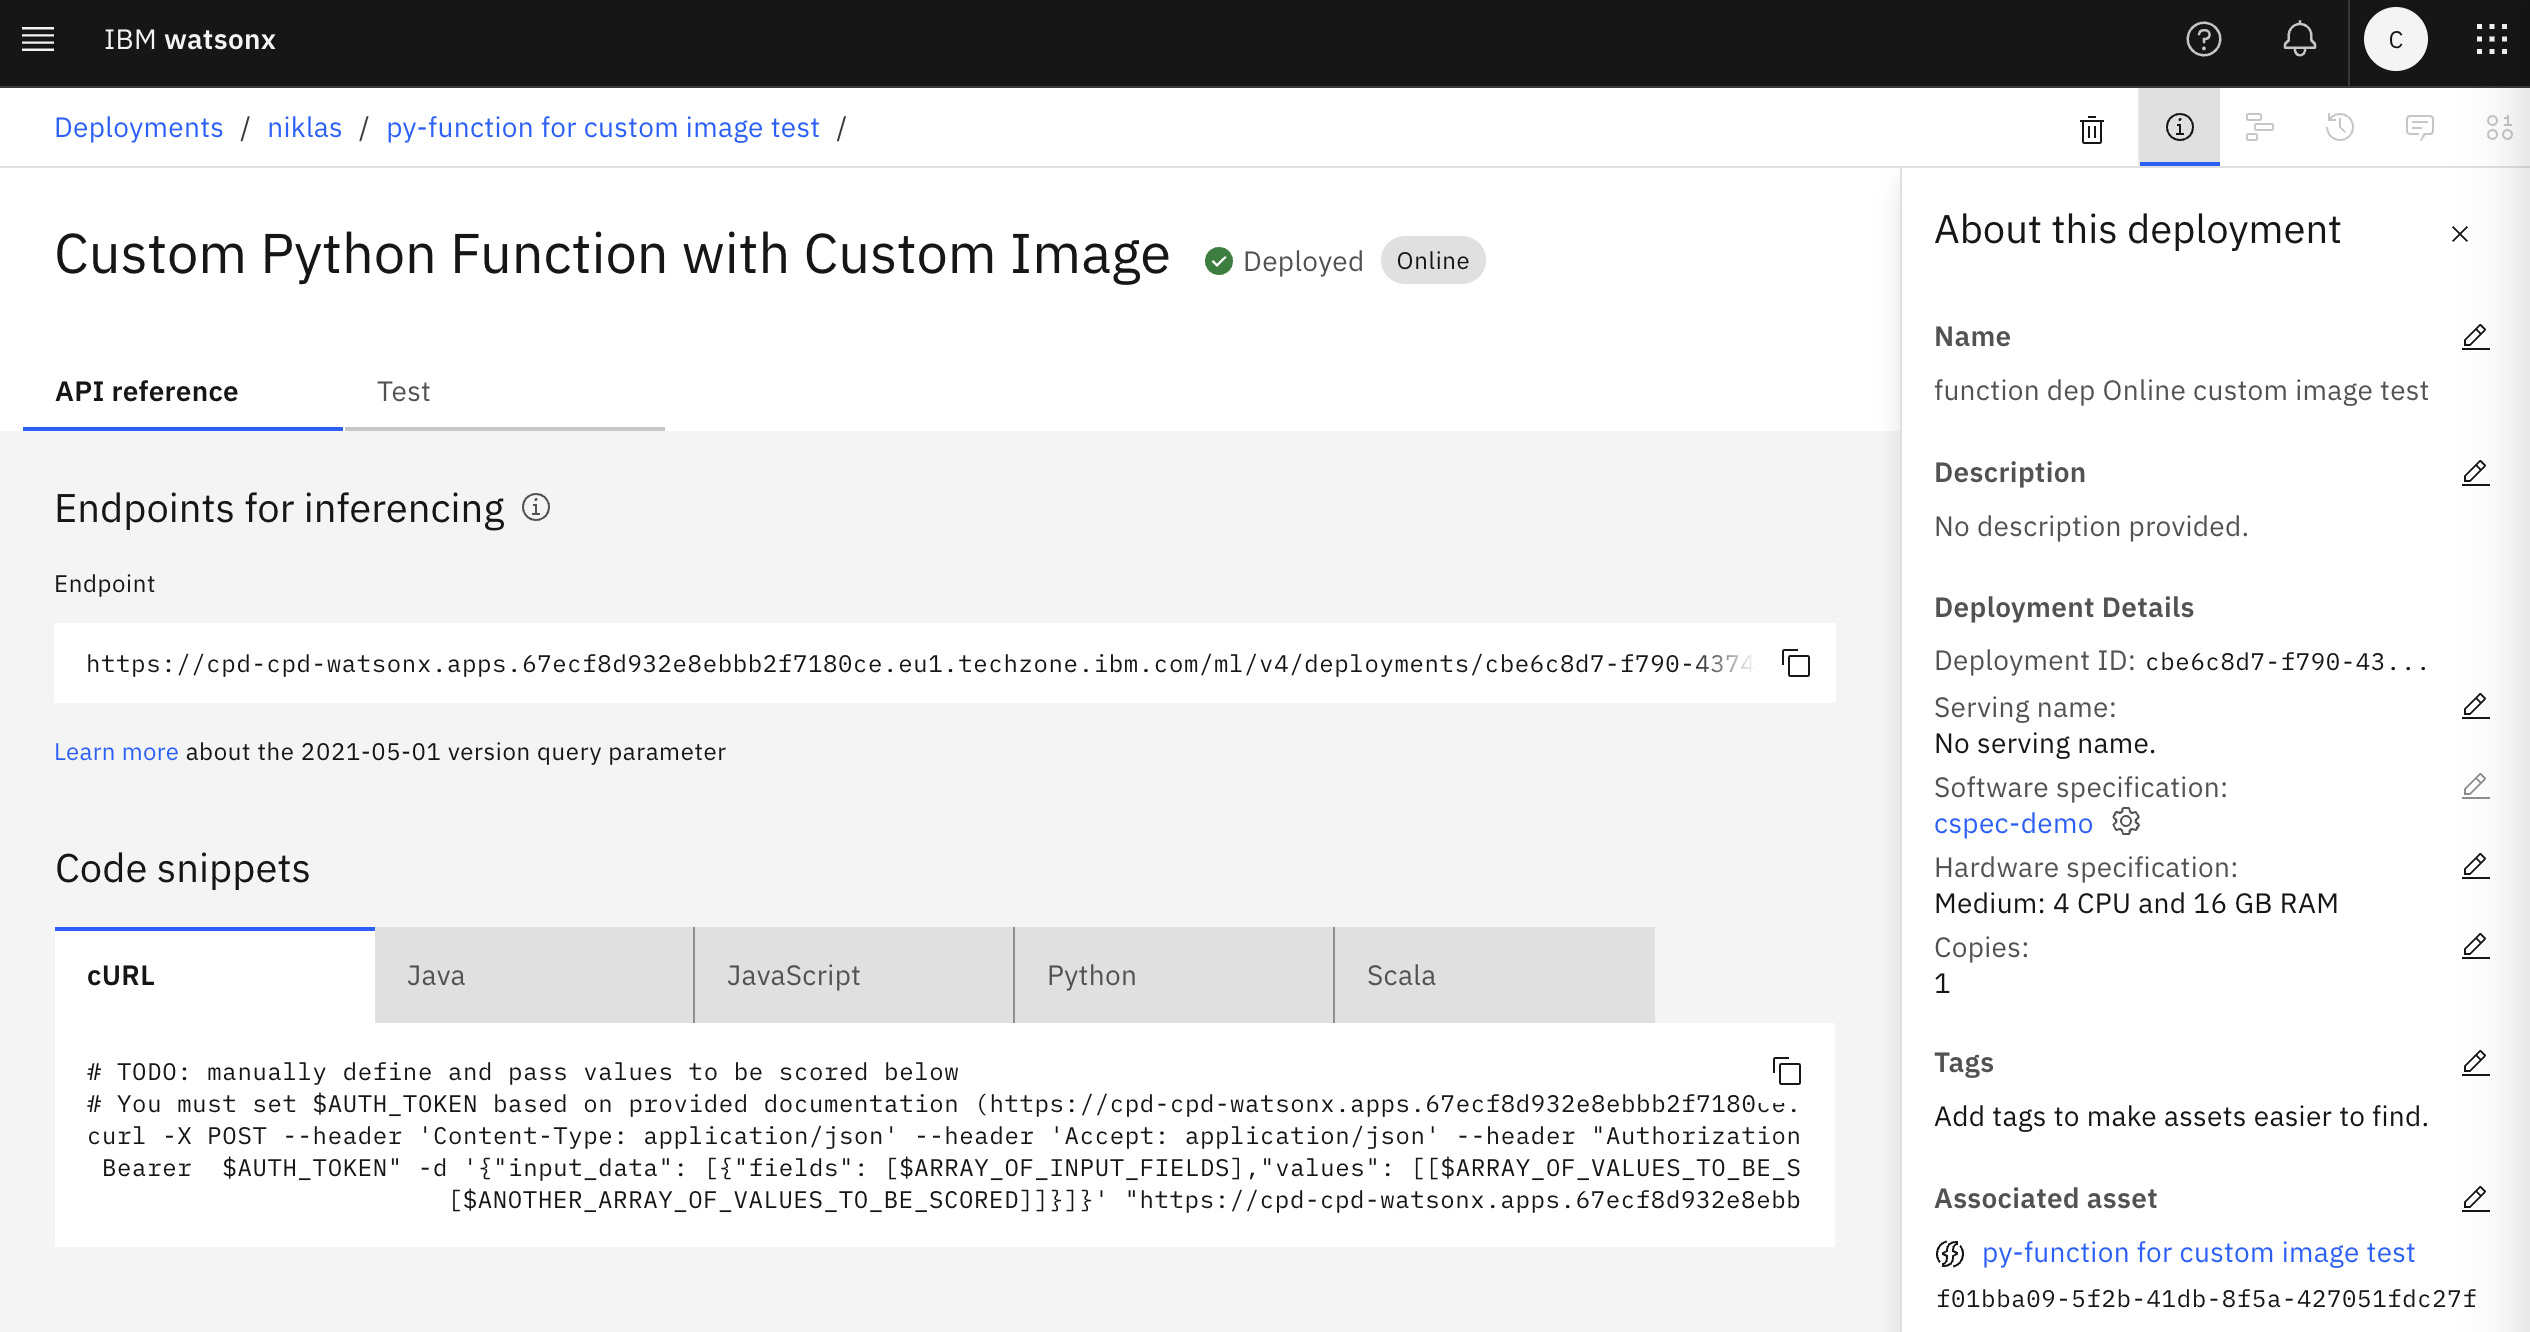 IBM watsonx
C
Deployments / niklas / py-function for custom image test /
Custom Python Function with Custom Image
Deployed
Online
API reference
Test
Endpoints for inferencing
Endpoint
https://cpd-cpd-watsonx.apps.67ecf8d932e8ebbb2f7180ce.eu1.techzone.ibm.com/ml/v4/deployments/cbe6c8d7-f790-4374
Learn more about the 2021-05-01 version query parameter
Code snippets
cURL
Java
JavaScript
Python
Scala
# TODO: manually define and pass values to be scored below
# You must set $AUTH_TOKEN based on provided documentation (https://cpd-cpd-watsonx.apps.67ecf8d932e8ebbb2f7180ce.
curl -X POST --header 'Content-Type: application/json' --header 'Accept: application/json' --header "Authorization
Bearer  $AUTH_TOKEN" -d '{"input_data": [{"fields": [$ARRAY_OF_INPUT_FIELDS],"values": [[$ARRAY_OF_VALUES_TO_BE_S
[$ANOTHER_ARRAY_OF_VALUES_TO_BE_SCORED]]}]}' "https://cpd-cpd-watsonx.apps.67ecf8d932e8ebb
About this deployment
Name
function dep Online custom image test
Description
No description provided.
Deployment Details
Deployment ID: cbe6c8d7-f790-43...
Serving name:
No serving name.
Software specification:
cspec-demo
Hardware specification:
Medium: 4 CPU and 16 GB RAM
Copies:
1
Tags
Add tags to make assets easier to find.
Associated asset
py-function for custom image test
f01bba09-5f2b-41db-8f5a-427051fdc27f